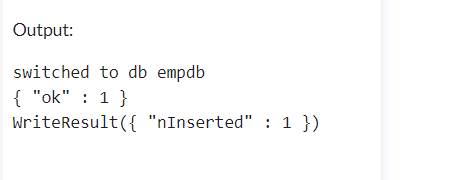 Output:
switched to db empdb
{ "ok" : 1 }
WriteResult({ "nInserted" : 1 })